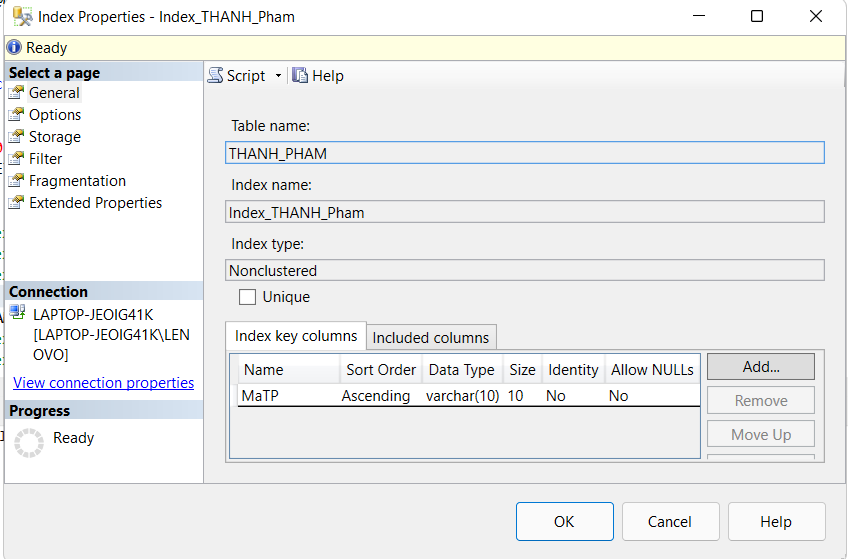 Index Properties - Index_THANH_Pham
Ready
Select a page
General
Options
Storage
Filter
Fragmentation
Extended Properties
Connection
LAPTOP-JEOIG41K
[LAPTOP-JEOIG41K\LEN
OVO]
View connection properties
Progress
Ready
Script Help
Table name:
THANH_PHAM
Index name:
Index_THANH_Pham
Index type:
Nonclustered
Unique
Index key columns Included columns
Name Sort Order Data Type Size Identity Allow NULLs
MaTP Ascending varchar(10) 10 No No
Add...
Remove
Move Up
OK Cancel Help